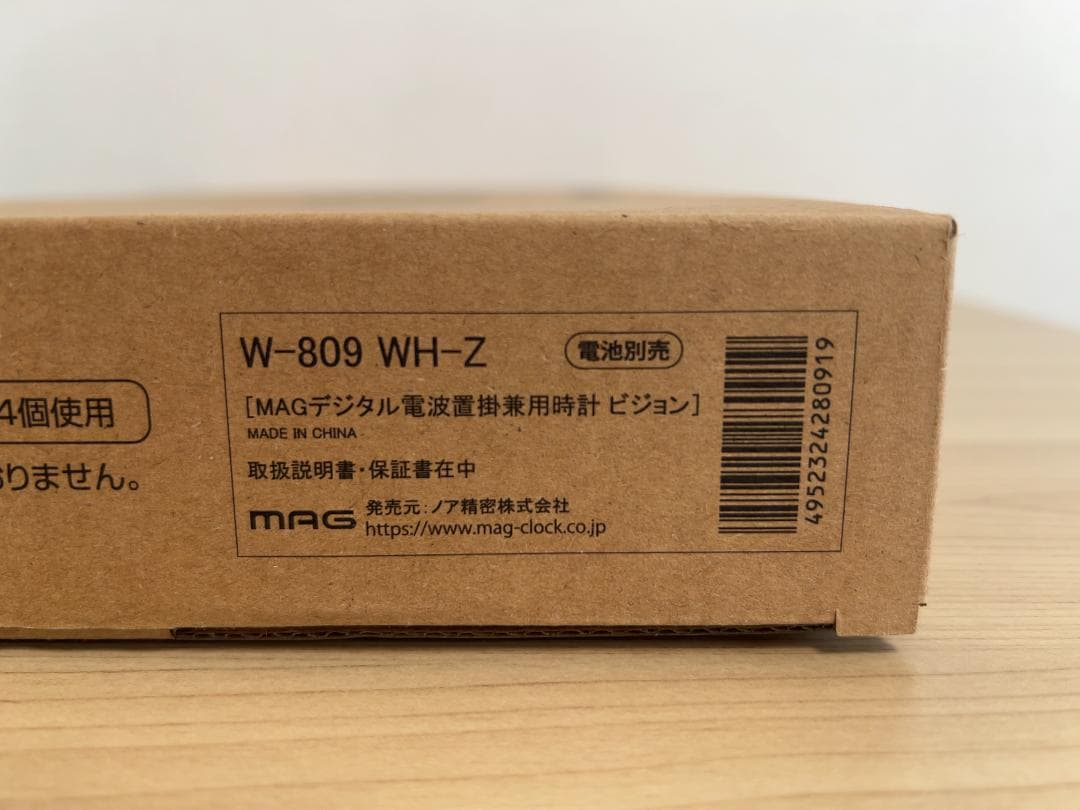 4個使用
りません。
W-809 WH-Z 電池別売
[MAGデジタル電波置掛兼用時計 ビジョン]
MADE IN CHINA
取扱説明書・保証書在中
MAG 発売元：ノア精密株式会社
https://www.mag-clock.co.jp
4952324280919